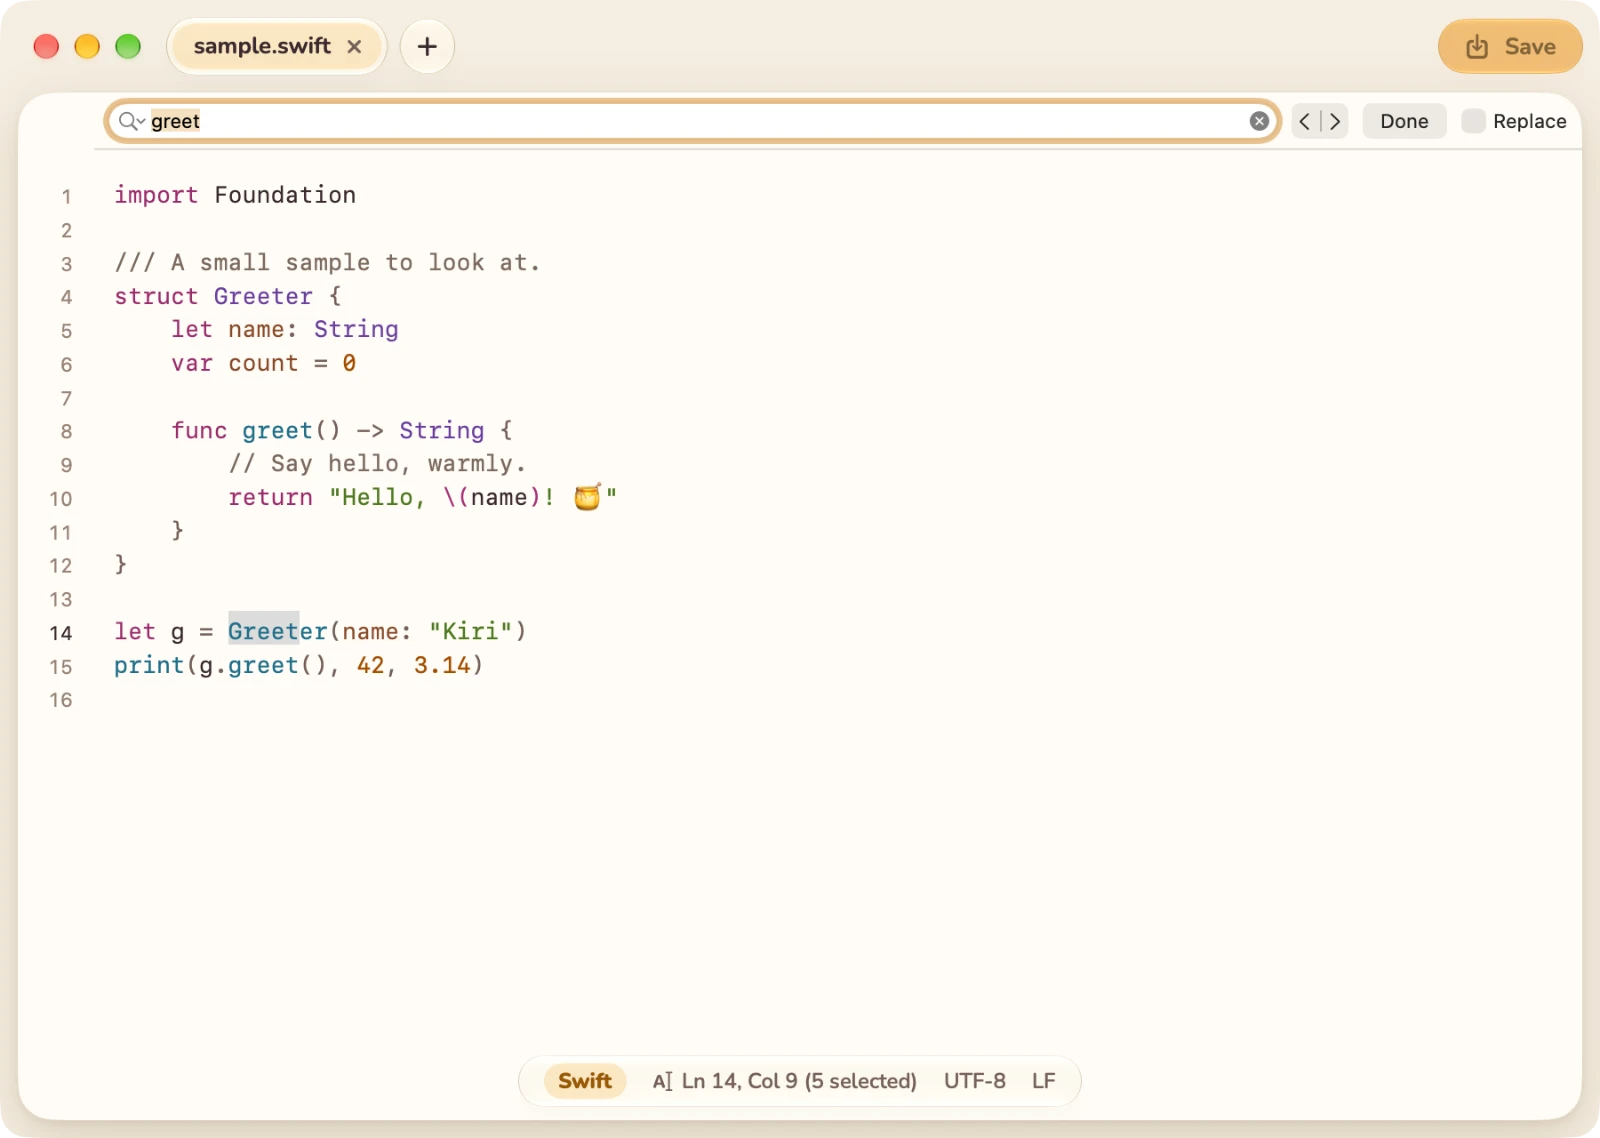 sample.swift
Save
greet
Done
Replace
1 import Foundation
2
3 /// A small sample to look at.
4 struct Greeter {
5     let name: String
6     var count = 0
7
8     func greet() -> String {
9         // Say hello, warmly.
10         return "Hello, \(name)! 🍯"
11     }
12 }
13
14 let g = Greeter(name: "Kiri")
15 print(g.greet(), 42, 3.14)
16
Swift
Ln 14, Col 9 (5 selected)
UTF-8
LF